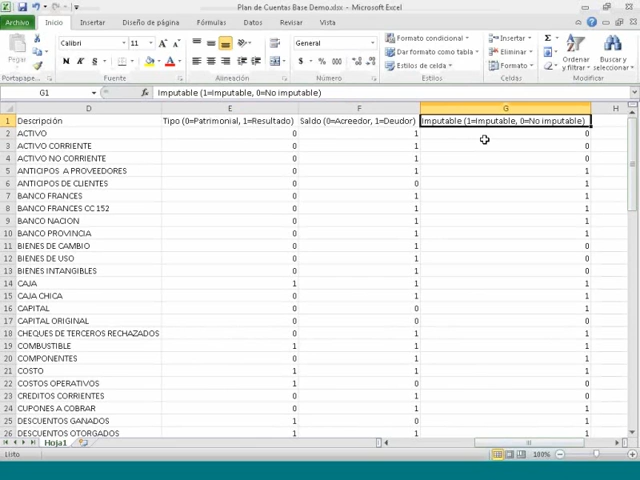 Plan de Cuentas Base Demo.xlsx - Microsoft Excel
Archivo Inicio Insertar Diseño de página Fórmulas Datos Revisar Vista
Pegar Calibri 11 General Formato condicional Insertar
Dar formato como tabla Eliminar Ordenar y filtrar Buscar y seleccionar
Estilos de celda Formato
Portapape... Fuente Alineación Número Estilos Celdas Modificar
G1 fx Imputable (1=Imputable, 0=No imputable)
D E F G H
1 Descripción Tipo (0=Patrimonial, 1=Resultado) Saldo (0=Acreedor, 1=Deudor) Imputable (1=Imputable, 0=No imputable)
2 ACTIVO 0 1 0
3 ACTIVO CORRIENTE 0 1 0
4 ACTIVO NO CORRIENTE 0 1 0
5 ANTICIPOS A PROVEEDORES 0 1 1
6 ANTICIPOS DE CLIENTES 0 0 1
7 BANCO FRANCES 0 1 1
8 BANCO FRANCES CC 152 0 1 1
9 BANCO NACION 0 1 1
10 BANCO PROVINCIA 0 1 1
11 BIENES DE CAMBIO 0 1 0
12 BIENES DE USO 0 1 0
13 BIENES INTANGIBLES 0 1 0
14 CAJA 1 1 1
15 CAJA CHICA 0 1 1
16 CAPITAL 0 0 0
17 CAPITAL ORIGINAL 0 0 0
18 CHEQUES DE TERCEROS RECHAZADOS 0 1 1
19 COMBUSTIBLE 1 1 1
20 COMPONENTES 0 1 1
21 COSTO 1 1 1
22 COSTOS OPERATIVOS 1 0 0
23 CREDITOS CORRIENTES 0 1 0
24 CUPONES A COBRAR 0 1 1
25 DESCUENTOS GANADOS 1 0 1
26 DESCUENTOS OTORGADOS 1 1 1
Hoja1
Listo 100%